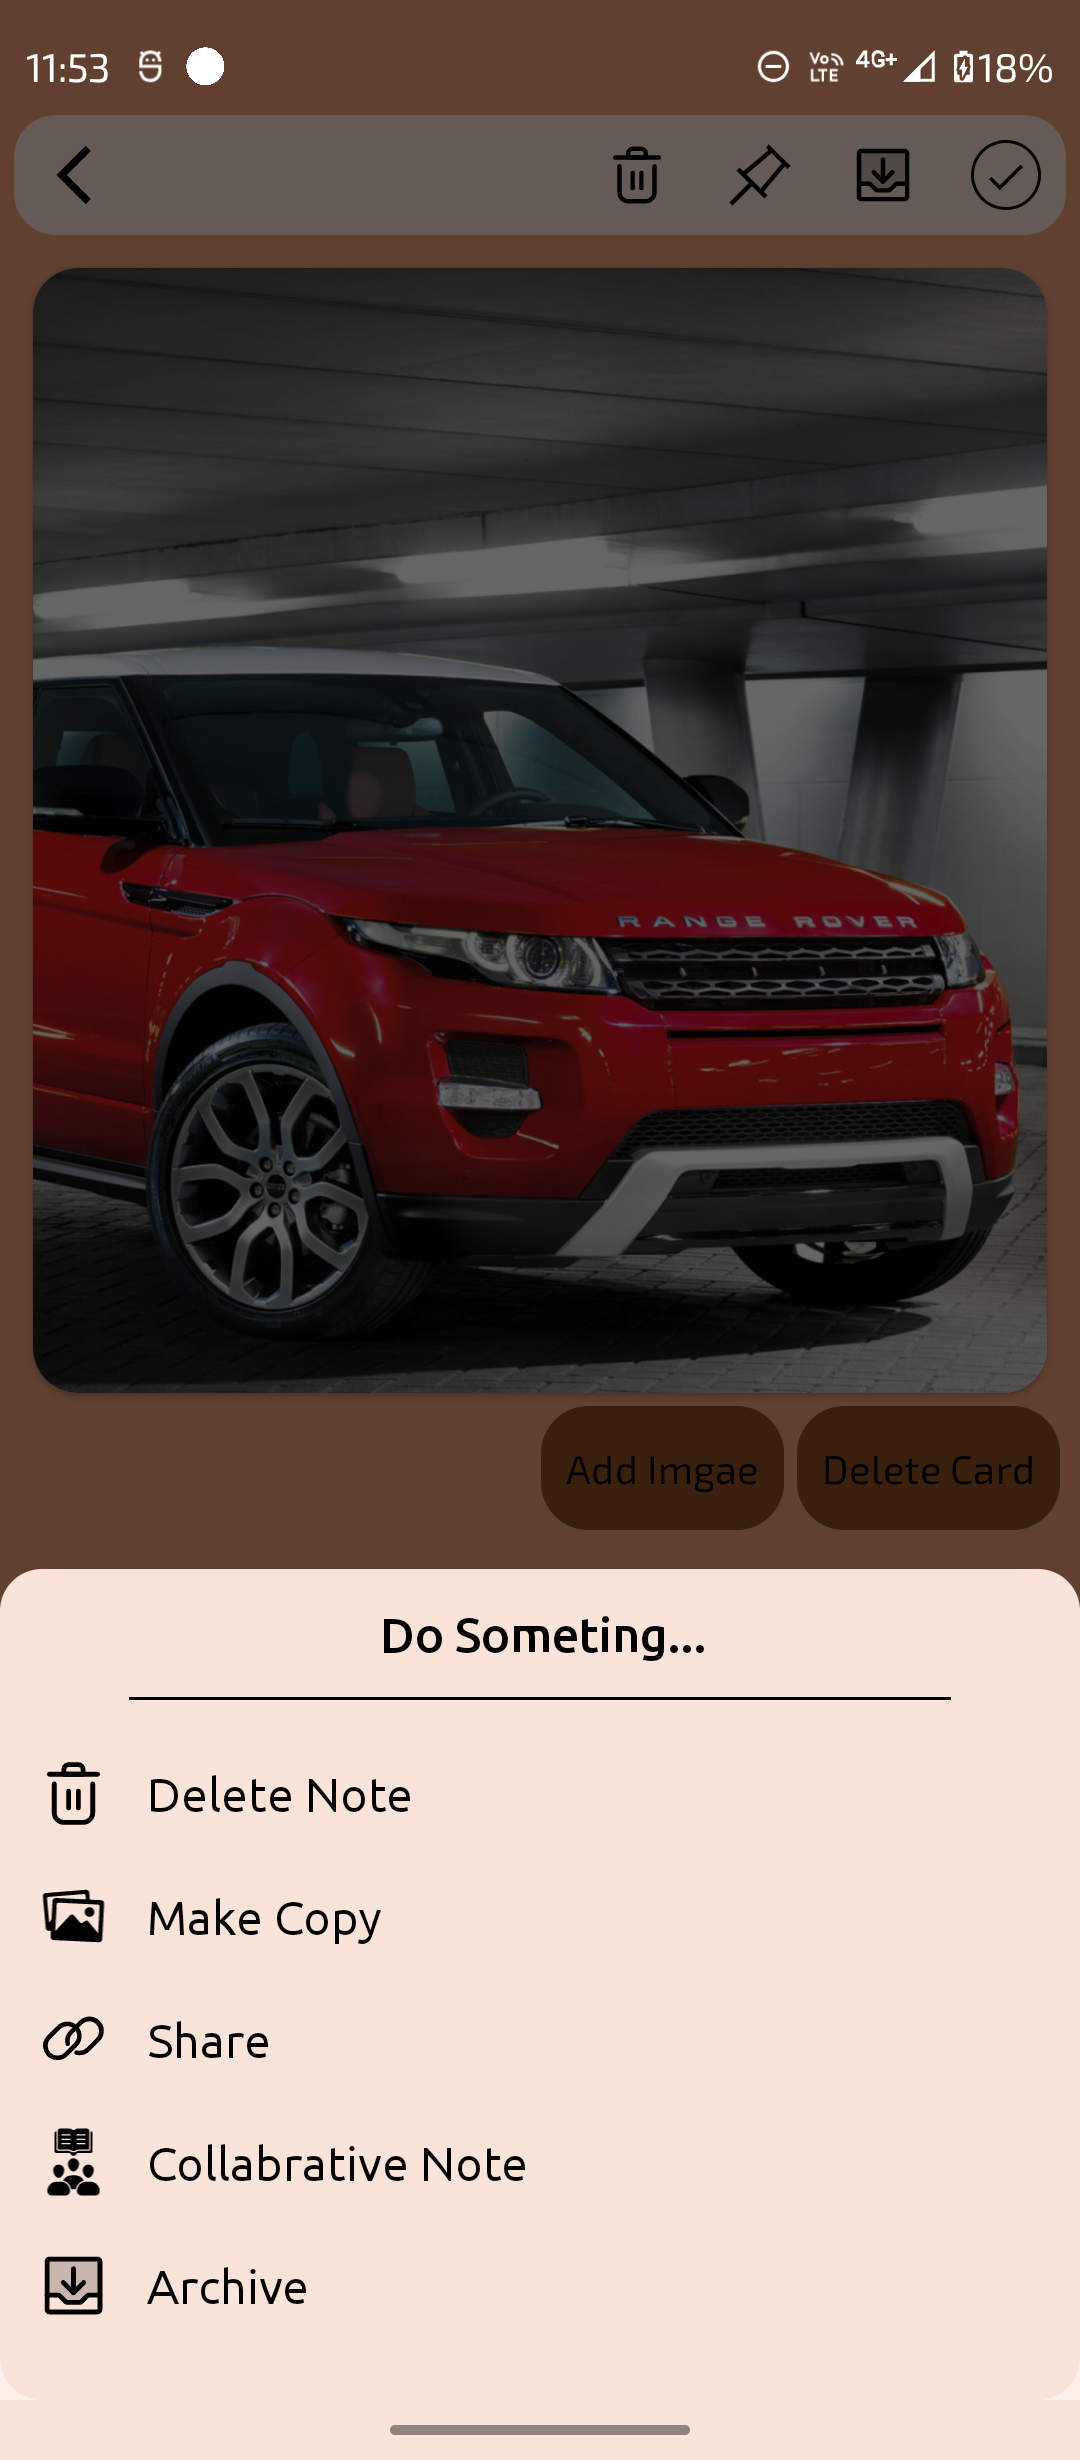 11:53
Vo LTE 4G+ 18%
RANGE ROVER
Add Imgae
Delete Card
Do Someting...
Delete Note
Make Copy
Share
Collabrative Note
Archive